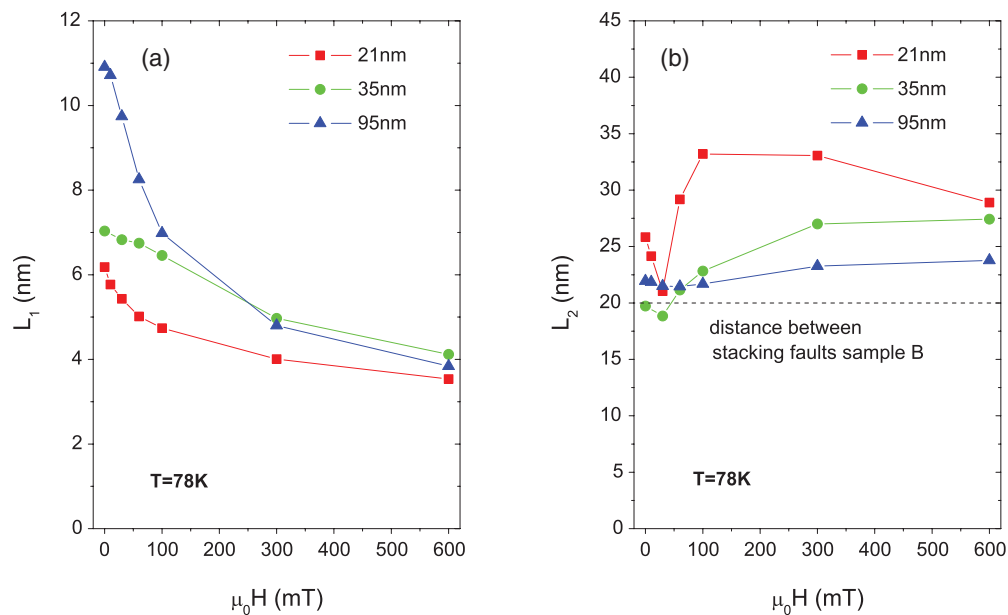 (a)
21nm
35nm
95nm
12
10
8
6
4
2
0
L1 (nm)
T=78K
0 100 200 300 400 500 600
μ0H (mT)
(b)
21nm
35nm
95nm
45
40
35
30
25
20
15
10
5
0
L2 (nm)
distance between
stacking faults sample B
T=78K
0 100 200 300 400 500 600
μ0H (mT)